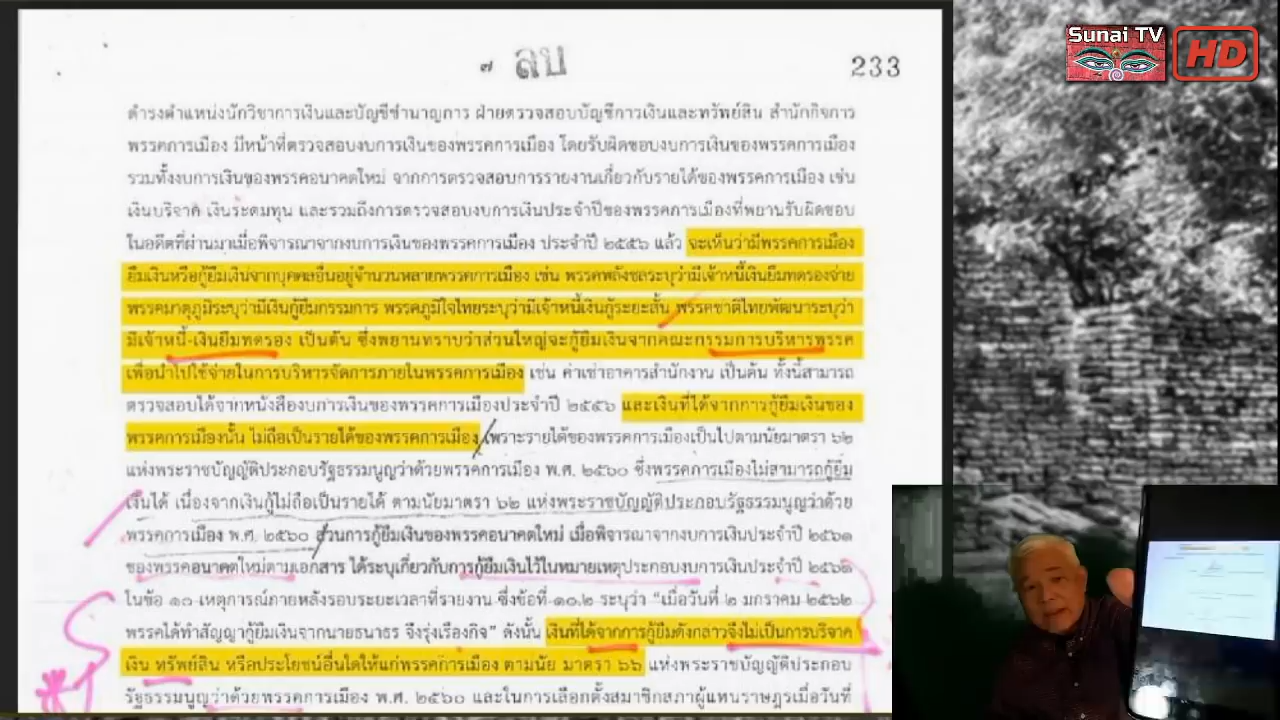 ๗ ลบ 233
Sunai TV
HD
ดำรงตำแหน่งนักวิชาการเงินและบัญชีชำนาญการ ฝ่ายตรวจสอบบัญชีการเงินและทรัพย์สิน สำนักกิจการ
พรรคการเมือง มีหน้าที่ตรวจสอบงบการเงินของพรรคการเมือง โดยรับผิดชอบงบการเงินของพรรคการเมือง
รวมทั้งงบการเงินของพรรคอนาคตใหม่ จากการตรวจสอบการรายงานเกี่ยวกับรายได้ของพรรคการเมือง เช่น
เงินบริจาค เงินระดมทุน และรวมถึงการตรวจสอบงบการเงินประจำปีของพรรคการเมืองที่พยานรับผิดชอบ
ในอดีตที่ผ่านมาเมื่อพิจารณาจากงบการเงินของพรรคการเมือง ประจำปี ๒๕๕๖ แล้ว จะเห็นว่ามีพรรคการเมือง
ยืมเงินหรือกู้ยืมเงินจากบุคคลอื่นอยู่จำนวนหลายพรรคการเมือง เช่น พรรคพลังชลระบุว่ามีเจ้าหนี้เงินยืมทดรองจ่าย
พรรคมาตุภูมิระบุว่ามีเงินกู้ยืมกรรมการ พรรคภูมิใจไทยระบุว่ามีเจ้าหนี้เงินกู้ระยะสั้น พรรคชาติไทยพัฒนาระบุว่า
มีเจ้าหนี้-เงินยืมทดรอง เป็นต้น ซึ่งพยานทราบว่าส่วนใหญ่จะกู้ยืมเงินจากคณะกรรมการบริหารพรรค
เพื่อนำไปใช้จ่ายในการบริหารจัดการภายในพรรคการเมือง เช่น ค่าเช่าอาคารสำนักงาน เป็นต้น ทั้งนี้สามารถ
ตรวจสอบได้จากหนังสืองบการเงินของพรรคการเมืองประจำปี ๒๕๕๖ และเงินที่ได้จากการกู้ยืมเงินของ
พรรคการเมืองนั้น ไม่ถือเป็นรายได้ของพรรคการเมือง เพราะรายได้ของพรรคการเมืองเป็นไปตามนัยมาตรา ๖๒
แห่งพระราชบัญญัติประกอบรัฐธรรมนูญว่าด้วยพรรคการเมือง พ.ศ. ๒๕๖๐ ซึ่งพรรคการเมืองไม่สามารถกู้ยืม
เงินได้ เนื่องจากเงินกู้ไม่ถือเป็นรายได้ ตามนัยมาตรา ๖๒ แห่งพระราชบัญญัติประกอบรัฐธรรมนูญว่าด้วย
พรรคการเมือง พ.ศ. ๒๕๖๐ ส่วนการกู้ยืมเงินของพรรคอนาคตใหม่ เมื่อพิจารณาจากงบการเงินประจำปี ๒๕๖๑
ของพรรคอนาคตใหม่ตามเอกสาร ได้ระบุเกี่ยวกับการกู้ยืมเงินไว้ในหมายเหตุประกอบงบการเงินประจำปี ๒๕๖๑
ในข้อ ๑๐ เหตุการณ์ภายหลังรอบระยะเวลาที่รายงาน ซึ่งข้อที่ ๑๐.๒ ระบุว่า "เมื่อวันที่ ๒ มกราคม ๒๕๖๒
พรรคได้ทำสัญญากู้ยืมเงินจากนายธนาธร จึงรุ่งเรืองกิจ" ดังนั้น เงินที่ได้จากการกู้ยืมดังกล่าวจึงไม่เป็นการบริจาค
เงิน ทรัพย์สิน หรือประโยชน์อื่นใดให้แก่พรรคการเมือง ตามนัย มาตรา ๖๖ แห่งพระราชบัญญัติประกอบ
รัฐธรรมนูญว่าด้วยพรรคการเมือง พ.ศ. ๒๕๖๐ และในการเลือกตั้งสมาชิกสภาผู้แทนราษฎรเมื่อวันที่